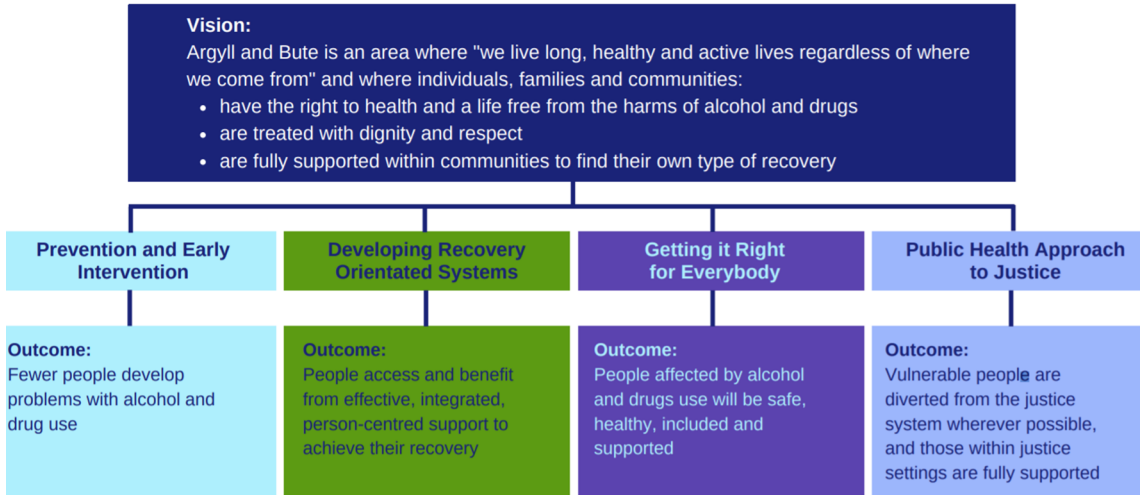 Vision:
Argyll and Bute is an area where "we live long, healthy and active lives regardless of where
we come from" and where individuals, families and communities:
• have the right to health and a life free from the harms of alcohol and drugs
• are treated with dignity and respect
• are fully supported within communities to find their own type of recovery
Prevention and Early
Intervention
Developing Recovery
Orientated Systems
Getting it Right
for Everybody
Public Health Approach
to Justice
Outcome:
Fewer people develop
problems with alcohol and
drug use
Outcome:
People access and benefit
from effective, integrated,
person-centred support to
achieve their recovery
Outcome:
People affected by alcohol
and drugs use will be safe,
healthy, included and
supported
Outcome:
Vulnerable people are
diverted from the justice
system wherever possible,
and those within justice
settings are fully supported